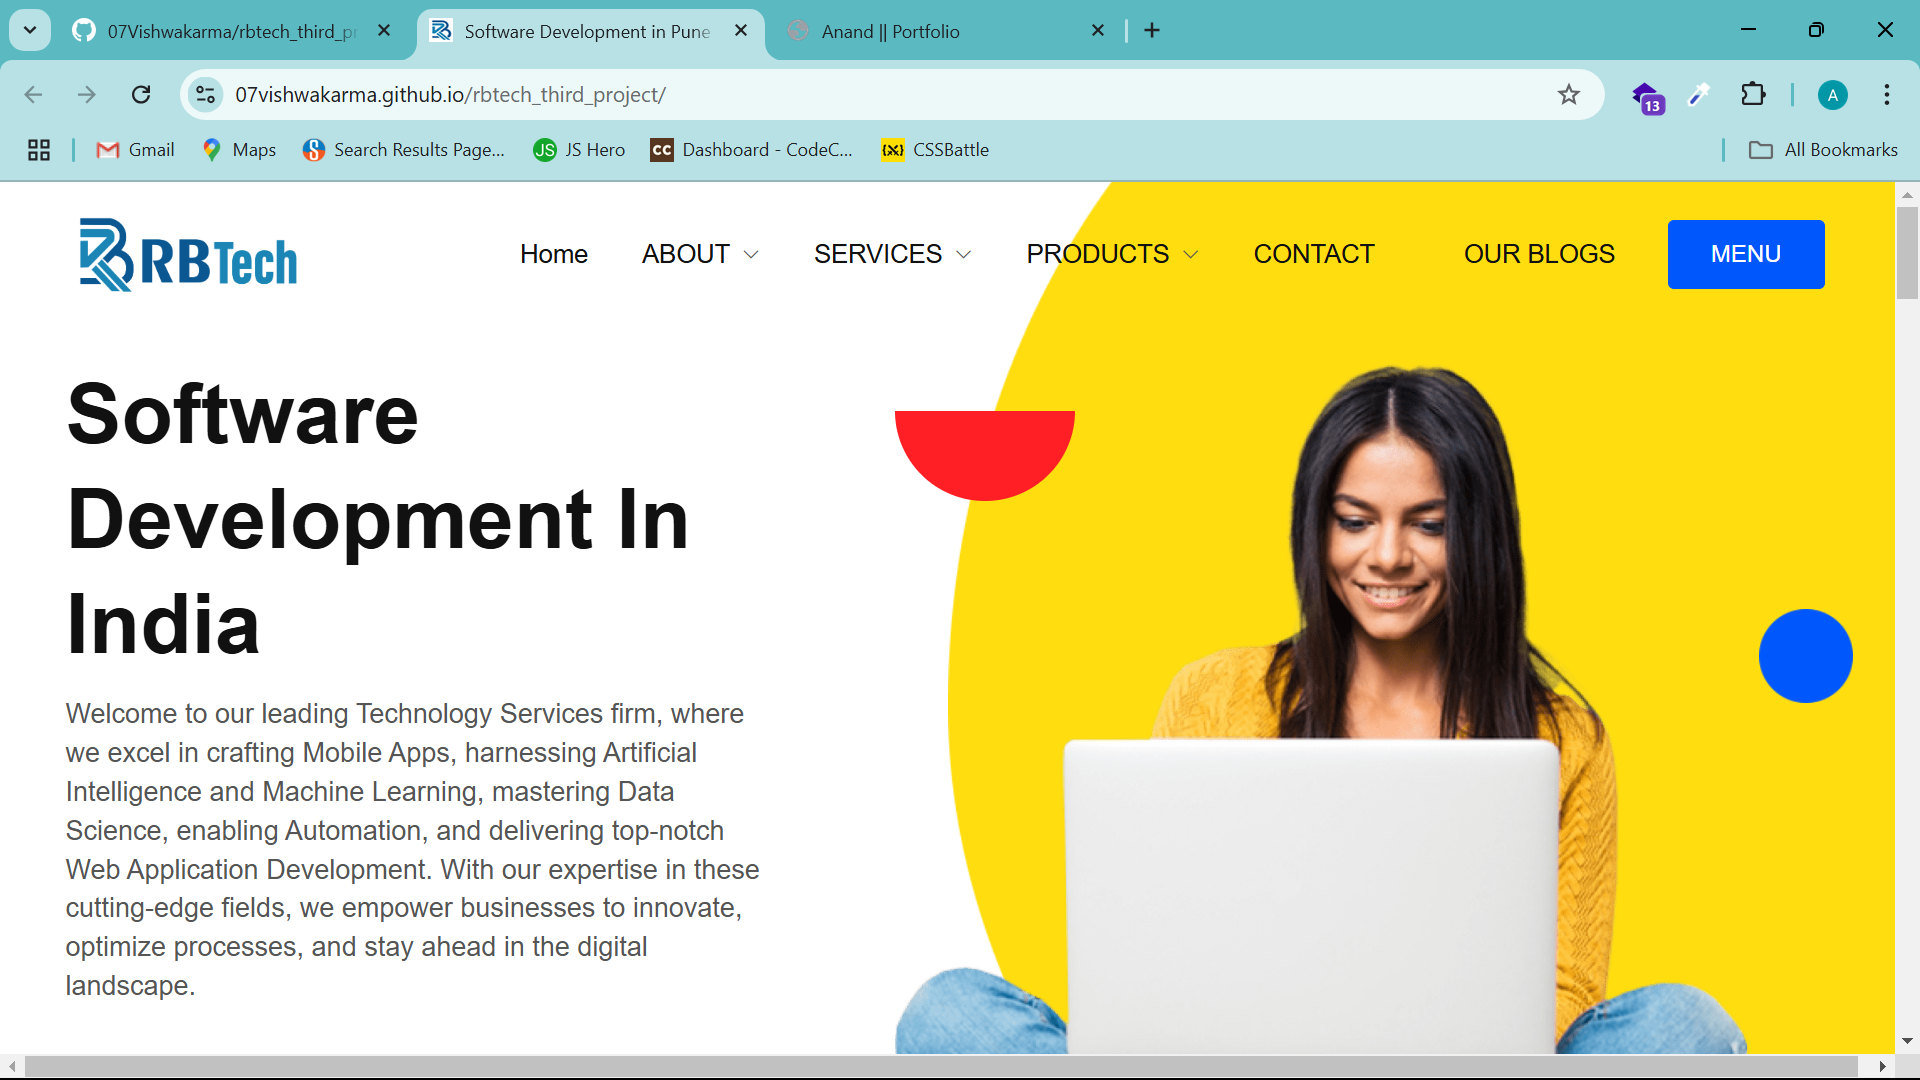 07Vishwakarma/rbtech_third_pr
Software Development in Pune
Anand || Portfolio
07vishwakarma.github.io/rbtech_third_project/
13
A
Gmail
Maps
S
Search Results Page...
JS
JS Hero
CC
Dashboard - CodeC...
CSSBattle
All Bookmarks
RBTech
Home
ABOUT
SERVICES
PRODUCTS
CONTACT
OUR BLOGS
MENU
Software
Development In
India
Welcome to our leading Technology Services firm, where
we excel in crafting Mobile Apps, harnessing Artificial
Intelligence and Machine Learning, mastering Data
Science, enabling Automation, and delivering top-notch
Web Application Development. With our expertise in these
cutting-edge fields, we empower businesses to innovate,
optimize processes, and stay ahead in the digital
landscape.